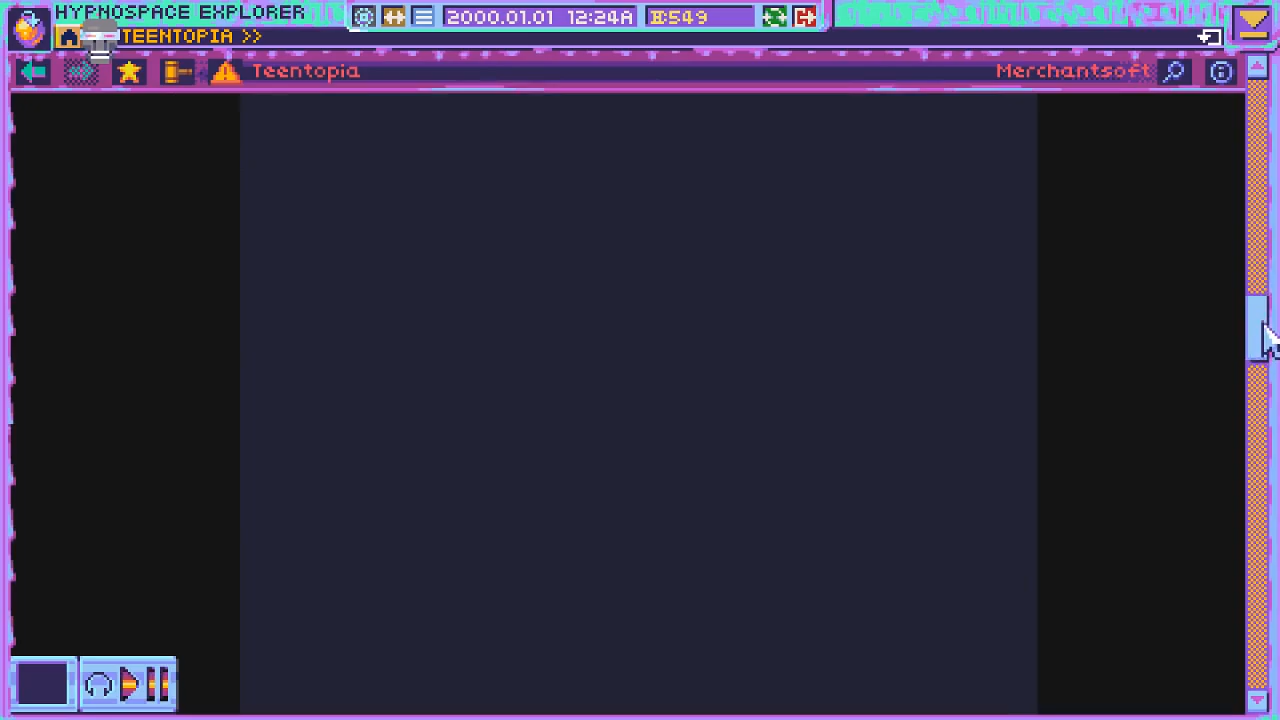 HYPNOSPACE EXPLORER
2000.01.01 12:24A
549
TEENTOPIA >>
Teentopia
Merchantsoft